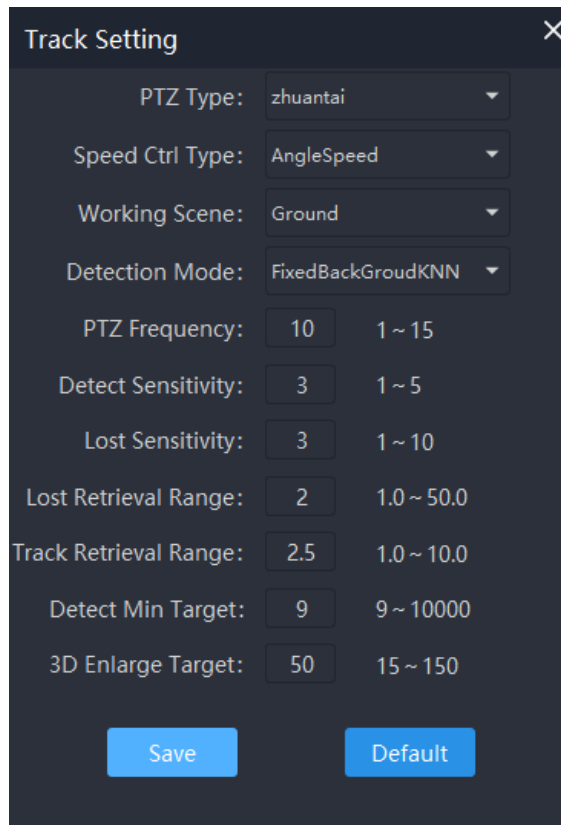 Track Setting
PTZ Type: zhuantai
Speed Ctrl Type: AngleSpeed
Working Scene: Ground
Detection Mode: FixedBackGroudKNN
PTZ Frequency: 10 1 ~ 15
Detect Sensitivity: 3 1 ~ 5
Lost Sensitivity: 3 1 ~ 10
Lost Retrieval Range: 2 1.0 ~ 50.0
Track Retrieval Range: 2.5 1.0 ~ 10.0
Detect Min Target: 9 9 ~ 10000
3D Enlarge Target: 50 15 ~ 150
Save Default